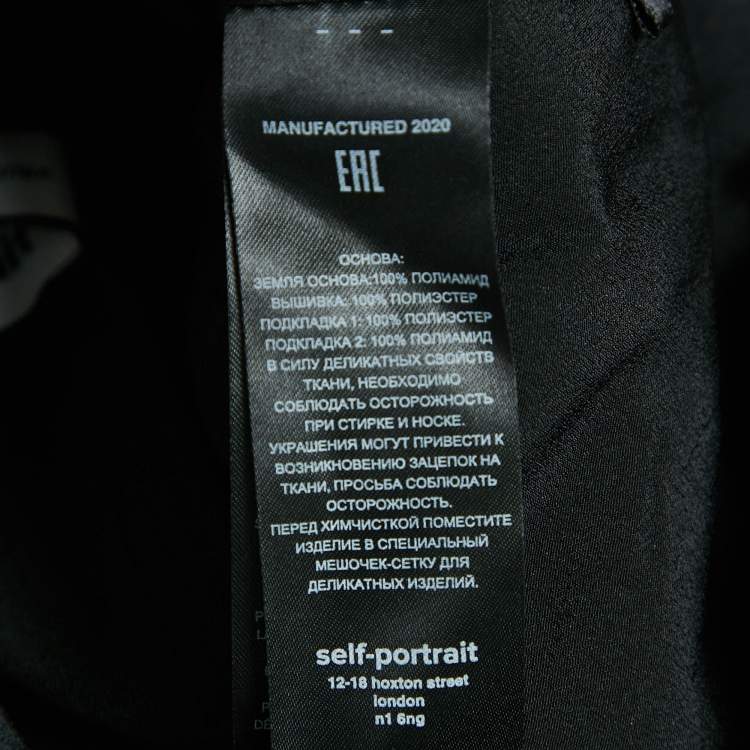 - - -
MANUFACTURED 2020
EAC
ОСНОВА:
ЗЕМЛЯ ОСНОВА:100% ПОЛИАМИД
ВЫШИВКА: 100% ПОЛИЭСТЕР
ПОДКЛАДКА 1: 100% ПОЛИЭСТЕР
ПОДКЛАДКА 2: 100% ПОЛИАМИД
В СИЛУ ДЕЛИКАТНЫХ СВОЙСТВ
ТКАНИ, НЕОБХОДИМО
СОБЛЮДАТЬ ОСТОРОЖНОСТЬ
ПРИ СТИРКЕ И НОСКЕ.
УКРАШЕНИЯ МОГУТ ПРИВЕСТИ К
ВОЗНИКНОВЕНИЮ ЗАЦЕПОК НА
ТКАНИ, ПРОСЬБА СОБЛЮДАТЬ
ОСТОРОЖНОСТЬ.
ПЕРЕД ХИМЧИСТКОЙ ПОМЕСТИТЕ
ИЗДЕЛИЕ В СПЕЦИАЛЬНЫЙ
МЕШОЧЕК-СЕТКУ ДЛЯ
ДЕЛИКАТНЫХ ИЗДЕЛИЙ.
self-portrait
12-18 hoxton street
london
n1 6ng